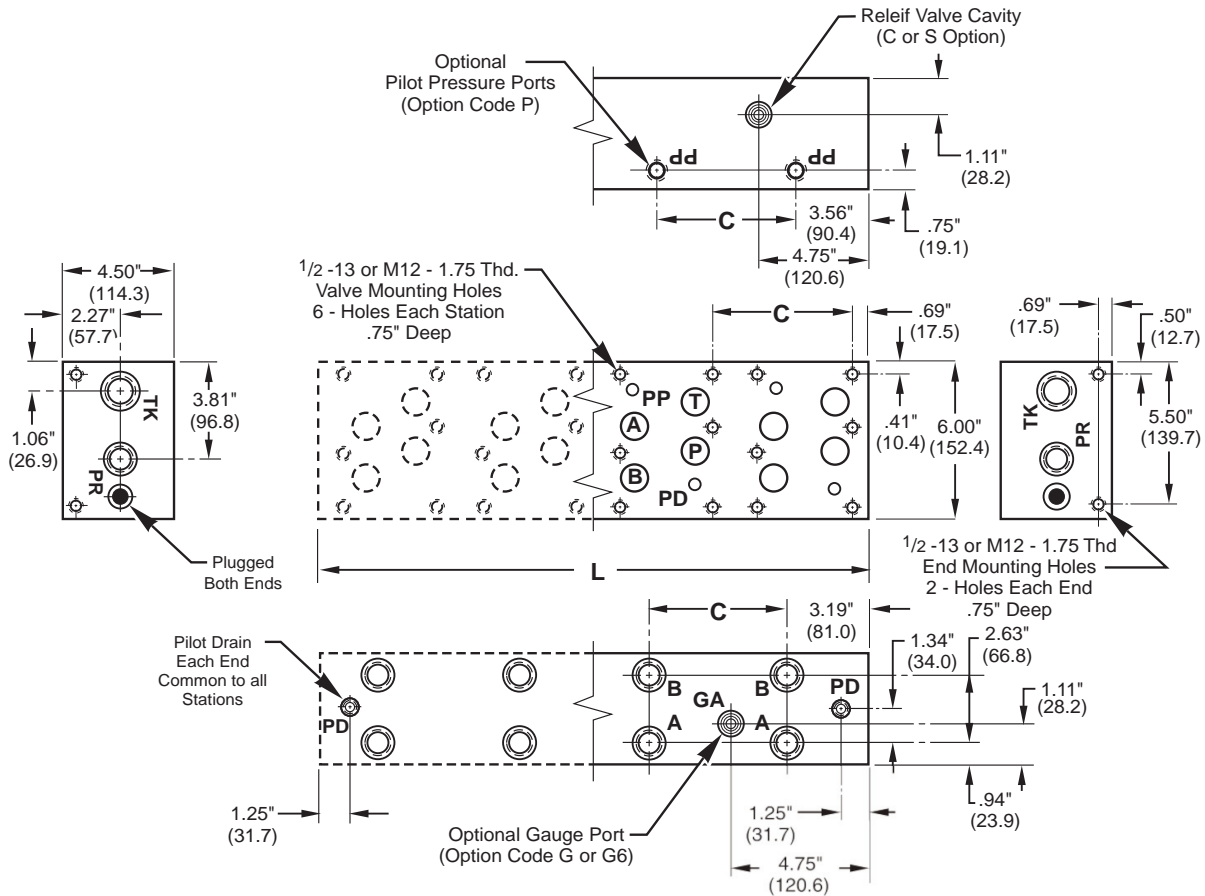 Releif Valve Cavity
(C or S Option)
Optional
Pilot Pressure Ports
(Option Code P)
PP
PP
1.11"
(28.2)
C
3.56"
(90.4)
.75"
(19.1)
4.75"
(120.6)
4.50"
(114.3)
2.27"
(57.7)
TK
3.81"
(96.8)
1.06"
(26.9)
PR
Plugged
Both Ends
1/2 -13 or M12 - 1.75 Thd.
Valve Mounting Holes
6 - Holes Each Station
.75" Deep
C
.69"
(17.5)
PP
T
A
P
B
PD
.41"
(10.4)
6.00"
(152.4)
L
.69"
(17.5)
.50"
(12.7)
TK
PR
5.50"
(139.7)
1/2 -13 or M12 - 1.75 Thd
End Mounting Holes
2 - Holes Each End
.75" Deep
Pilot Drain
Each End
Common to all
Stations
PD
C
3.19"
(81.0)
B
B
GA
PD
A
A
1.34"
(34.0)
2.63"
(66.8)
1.11"
(28.2)
.94"
(23.9)
1.25"
(31.7)
Optional Gauge Port
(Option Code G or G6)
1.25"
(31.7)
4.75"
(120.6)